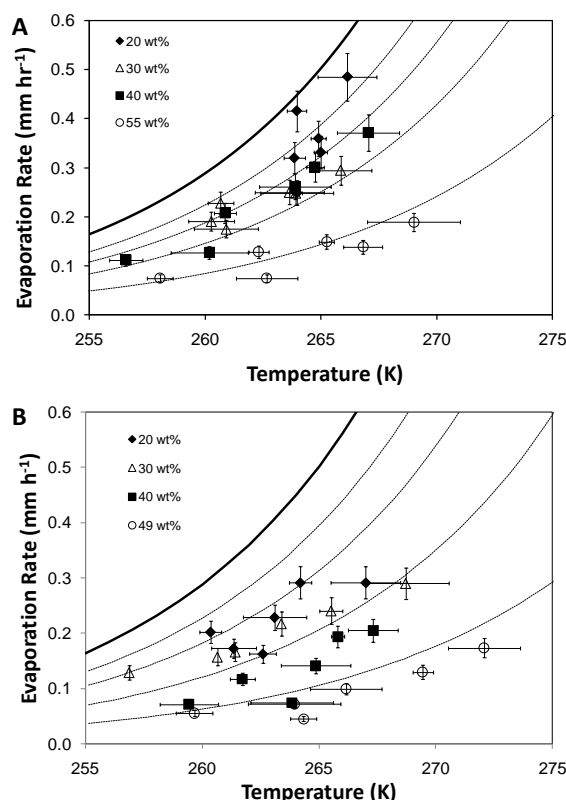 A
Evaporation Rate (mm hr-1)
0.6
0.5
0.4
0.3
0.2
0.1
0.0
20 wt%
30 wt%
40 wt%
55 wt%
255 260 265 270 275
Temperature (K)
B
Evaporation Rate (mm h-1)
0.6
0.5
0.4
0.3
0.2
0.1
0.0
20 wt%
30 wt%
40 wt%
49 wt%
255 260 265 270 275
Temperature (K)